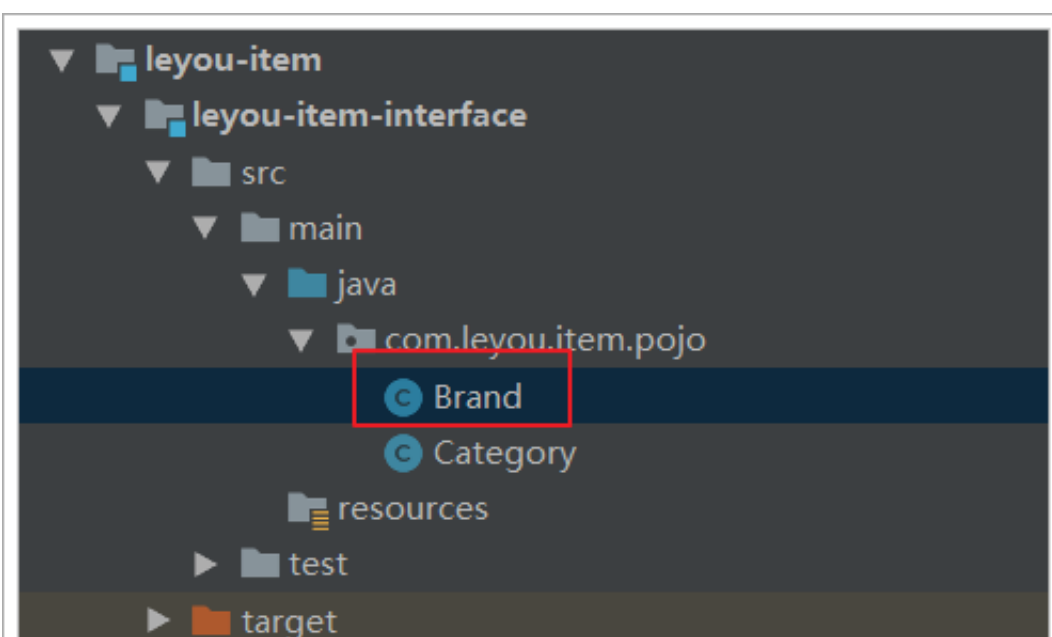 leyou-item
leyou-item-interface
src
main
java
com.leyou.item.pojo
C Brand
C Category
resources
test
target